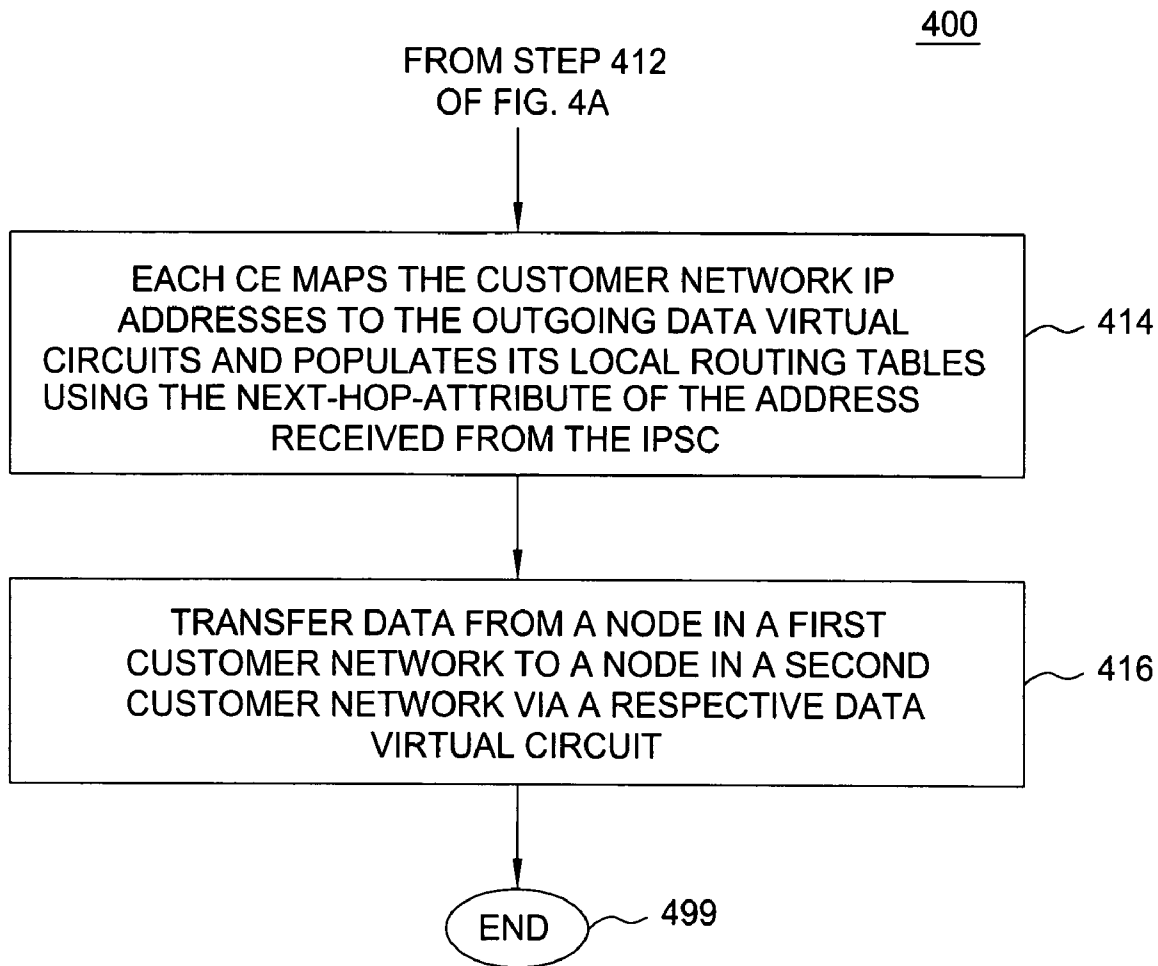 400
FROM STEP 412
OF FIG. 4A
EACH CE MAPS THE CUSTOMER NETWORK IP
ADDRESSES TO THE OUTGOING DATA VIRTUAL
CIRCUITS AND POPULATES ITS LOCAL ROUTING TABLES
USING THE NEXT-HOP-ATTRIBUTE OF THE ADDRESS
RECEIVED FROM THE IPSC
414
TRANSFER DATA FROM A NODE IN A FIRST
CUSTOMER NETWORK TO A NODE IN A SECOND
CUSTOMER NETWORK VIA A RESPECTIVE DATA
VIRTUAL CIRCUIT
416
END
499